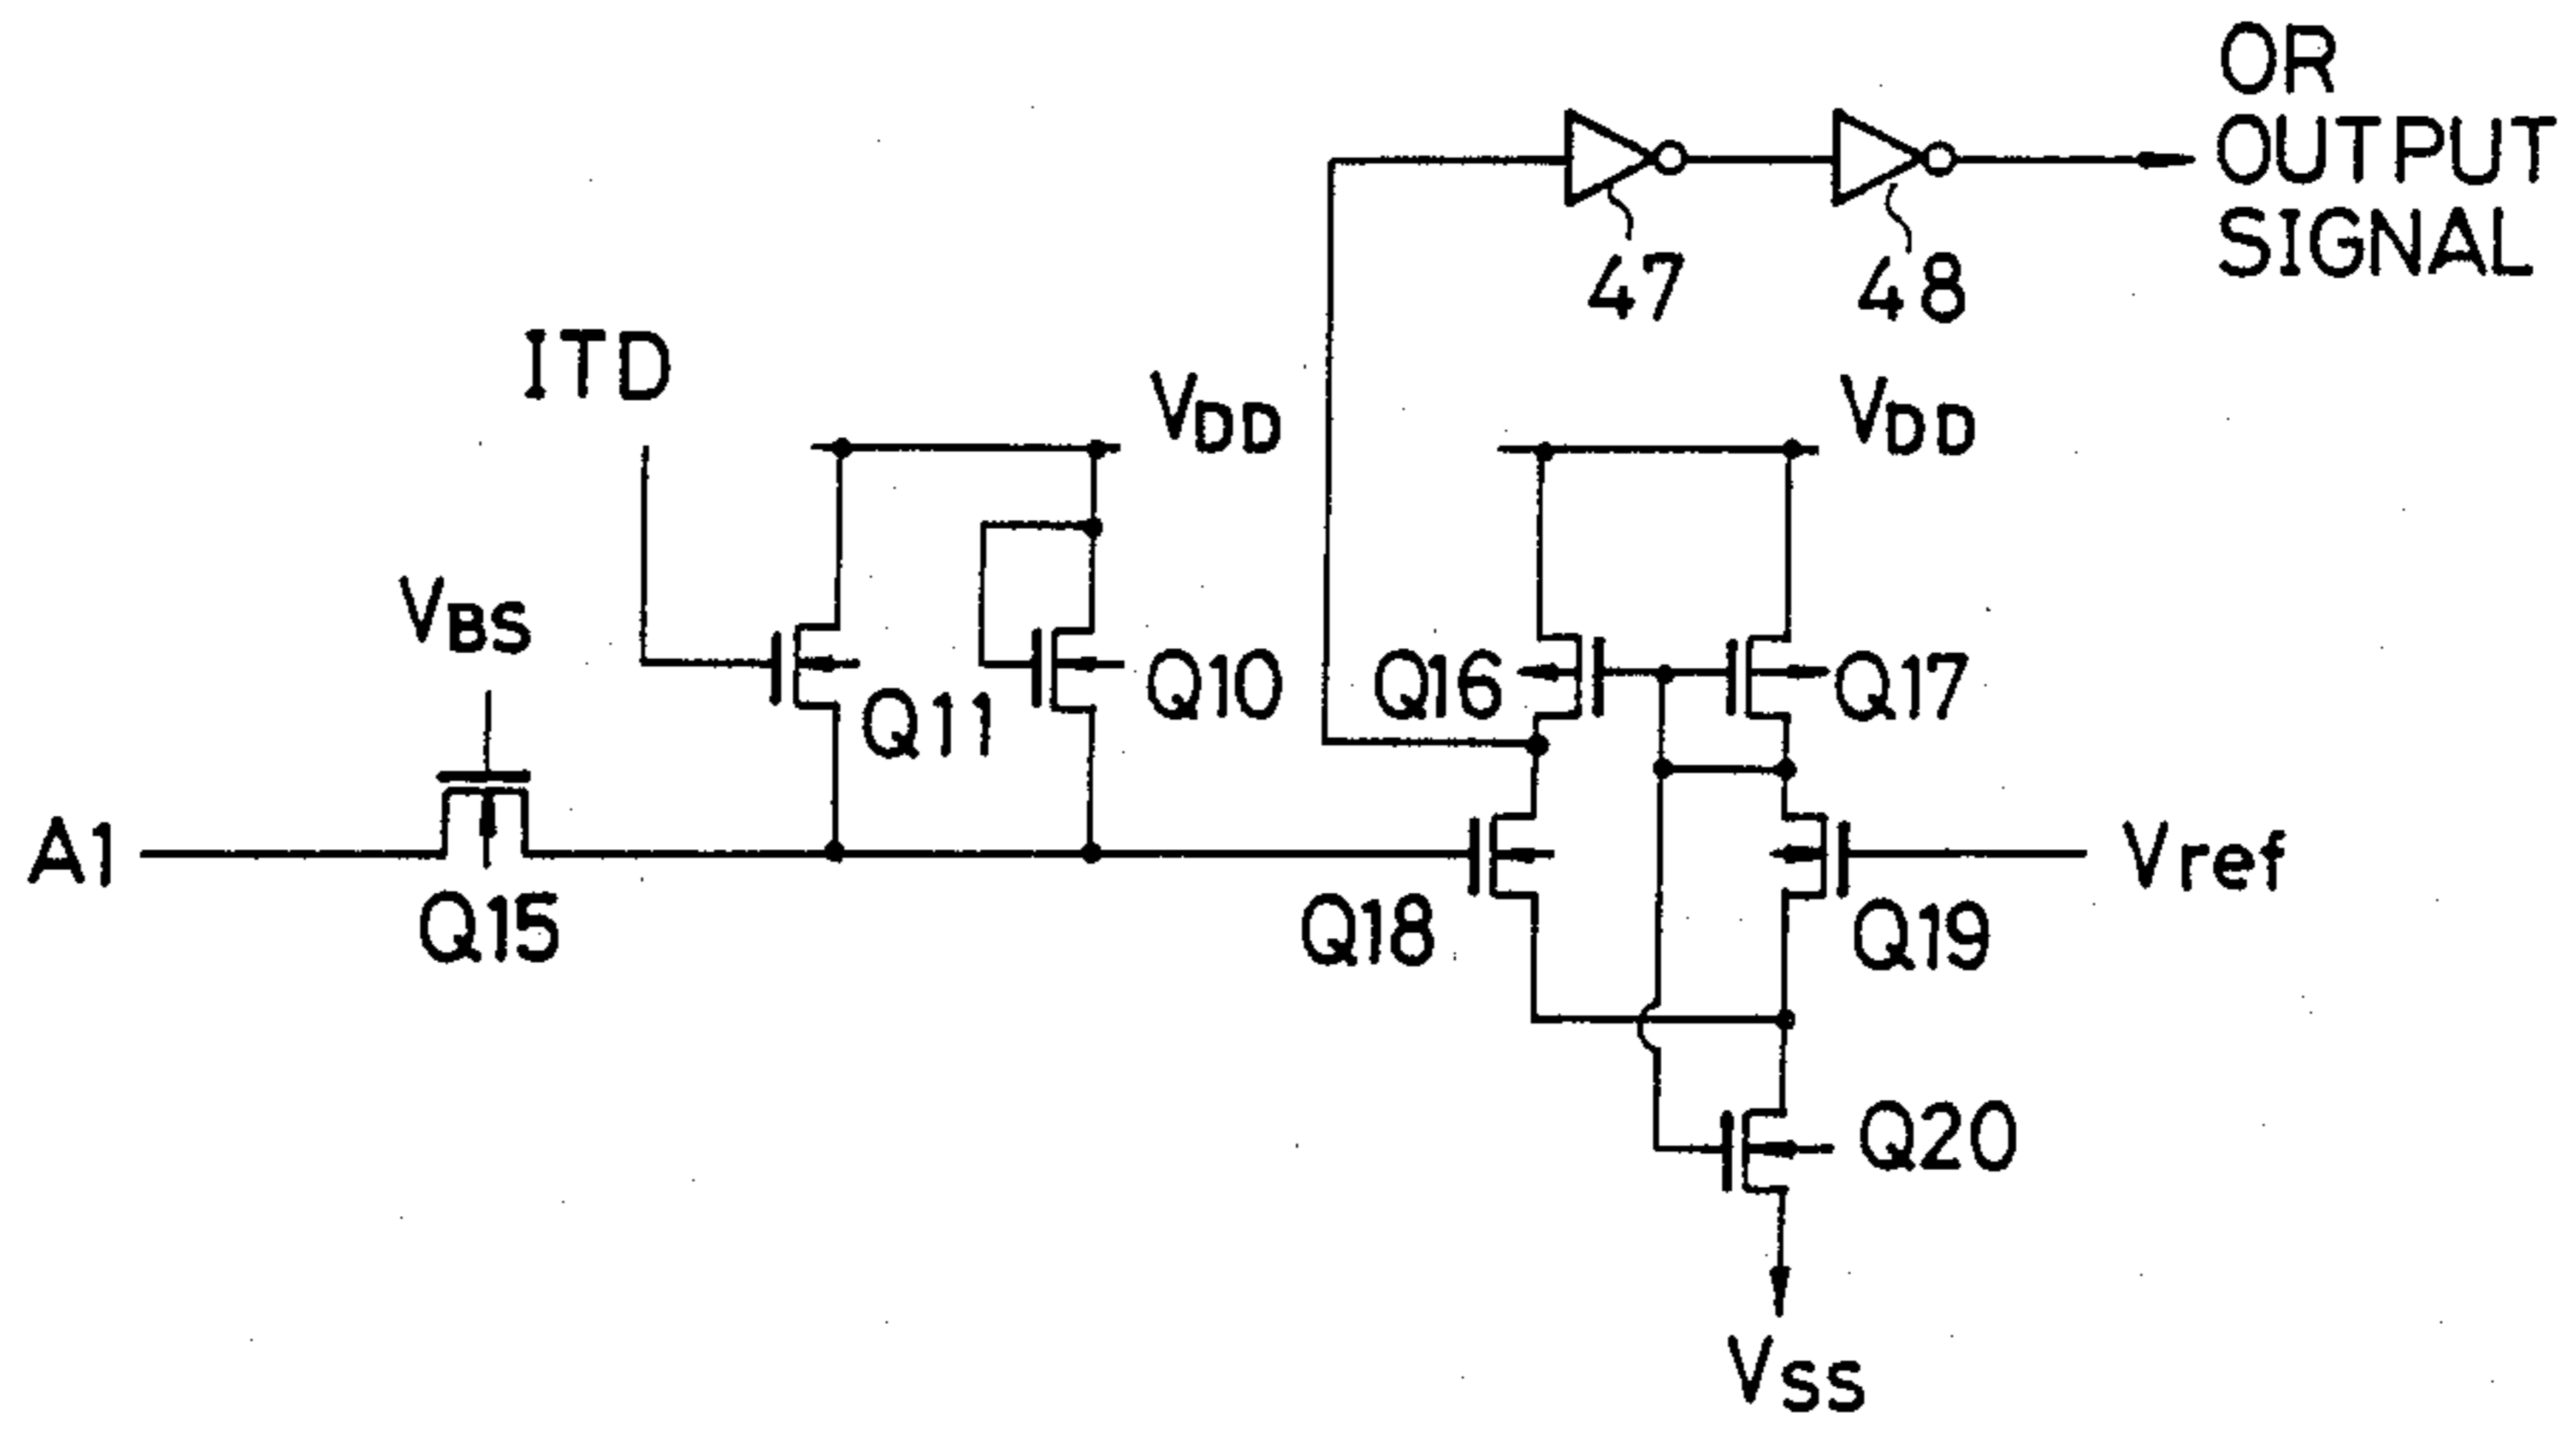 OR
OUTPUT
SIGNAL
47
48
ITD
VDD
VDD
VBS
Q16
Q17
Q10
Q11
A1
Vref
Q15
Q18
Q19
Q20
VSS